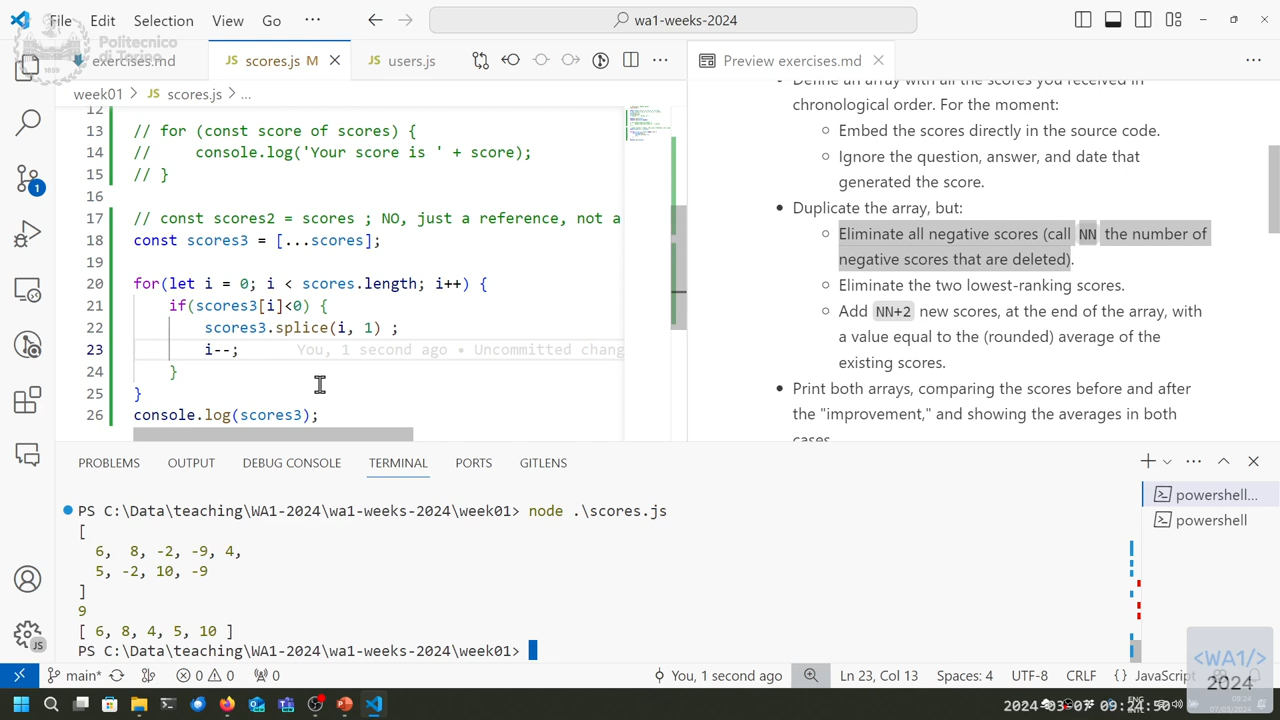 File Edit Selection View Go ··· wa1-weeks-2024
Politecnico
di Torino
exercises.md scores.js M users.js Preview exercises.md
week01 > JS scores.js > ...
12
13 // for (const score of scores) {
14 //     console.log('Your score is ' + score);
15 // }
16
17 // const scores2 = scores ; NO, just a reference, not a
18 const scores3 = [...scores];
19
20 for(let i = 0; i < scores.length; i++) {
21     if(scores3[i]<0) {
22         scores3.splice(i, 1) ;
23         i--; You, 1 second ago • Uncommitted chang
24     }
25 }
26 console.log(scores3);
Define an array with all the scores you received in
chronological order. For the moment:
Embed the scores directly in the source code.
Ignore the question, answer, and date that
generated the score.
Duplicate the array, but:
Eliminate all negative scores (call NN the number of
negative scores that are deleted).
Eliminate the two lowest-ranking scores.
Add NN+2 new scores, at the end of the array, with
a value equal to the (rounded) average of the
existing scores.
Print both arrays, comparing the scores before and after
the "improvement," and showing the averages in both
cases.
PROBLEMS OUTPUT DEBUG CONSOLE TERMINAL PORTS GITLENS
PS C:\Data\teaching\WA1-2024\wa1-weeks-2024\week01> node .\scores.js
[
6, 8, -2, -9, 4,
5, -2, 10, -9
]
9
[ 6, 8, 4, 5, 10 ]
PS C:\Data\teaching\WA1-2024\wa1-weeks-2024\week01>
powershell...
powershell
main* 0 0 0 You, 1 second ago Ln 23, Col 13 Spaces: 4 UTF-8 CRLF {} JavaScript
<WA1/>
2024
2024-03-07 09:24:50